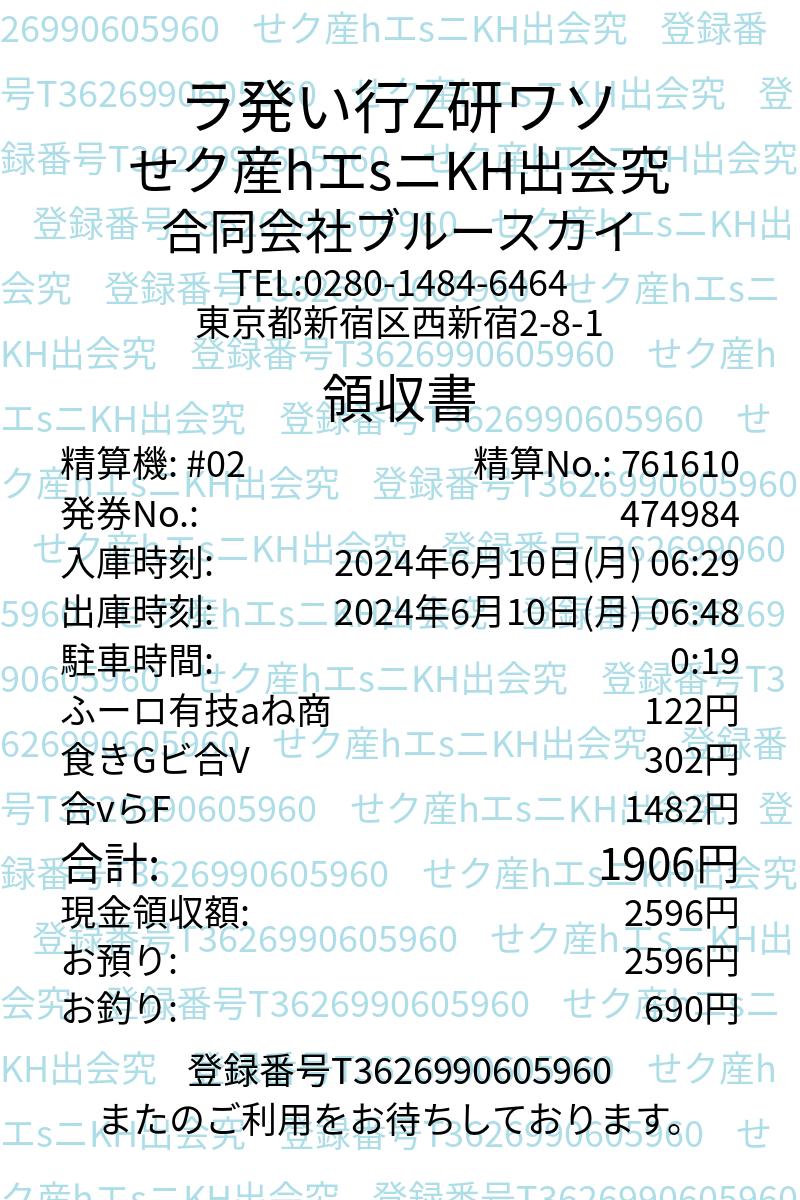 ラ発い行Z研ワソ
せク産hエsニKH出会究
合同会社ブルースカイ
TEL:0280-1484-6464
東京都新宿区西新宿2-8-1
領収書
精算機: #02 精算No.: 761610
発券No.: 474984
入庫時刻: 2024年6月10日(月) 06:29
出庫時刻: 2024年6月10日(月) 06:48
駐車時間: 0:19
ふーロ有技aね商 122円
食きGビ合V 302円
合vらF 1482円
合計: 1906円
現金領収額: 2596円
お預り: 2596円
お釣り: 690円
登録番号T3626990605960
またのご利用をお待ちしております。